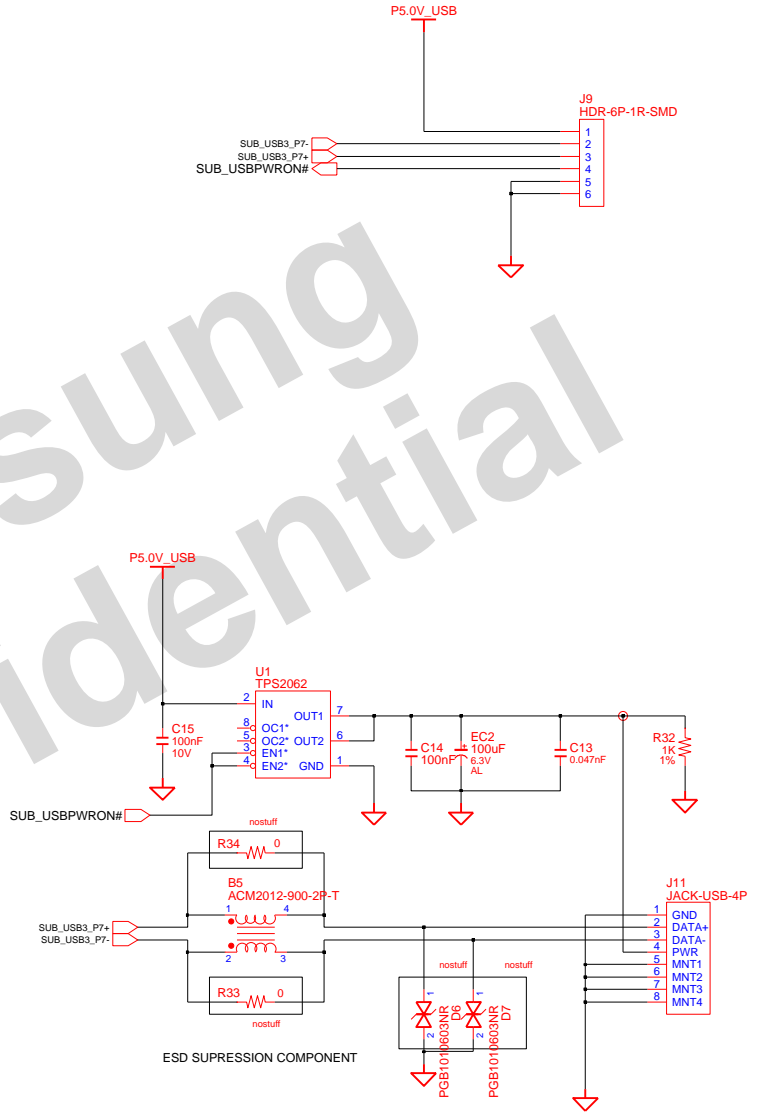 P5.0V_USB
J9
HDR-6P-1R-SMD
1
SUB_USB3_P7- 2
SUB_USB3_P7+ 3
SUB_USBPWRON# 4
5
6
sung
idential
P5.0V_USB
U1
TPS2062
2 IN
OUT1 7
8 OC1*
5 OC2* OUT2 6
3 EN1*
4 EN2* GND 1
C15
100nF
10V
C14
100nF
EC2
100uF
6.3V
AL
C13
0.047nF
R32
1K
1%
SUB_USBPWRON#
nostuff
R34 0
B5
ACM2012-900-2P-T
1 4
SUB_USB3_P7+
SUB_USB3_P7-
2 3
R33 0
nostuff
nostuff nostuff
1 1
D6 D7
2 2
PGB1010603NR PGB1010603NR
ESD SUPRESSION COMPONENT
J11
JACK-USB-4P
1 GND
2 DATA+
3 DATA-
4 PWR
5 MNT1
6 MNT2
7 MNT3
8 MNT4